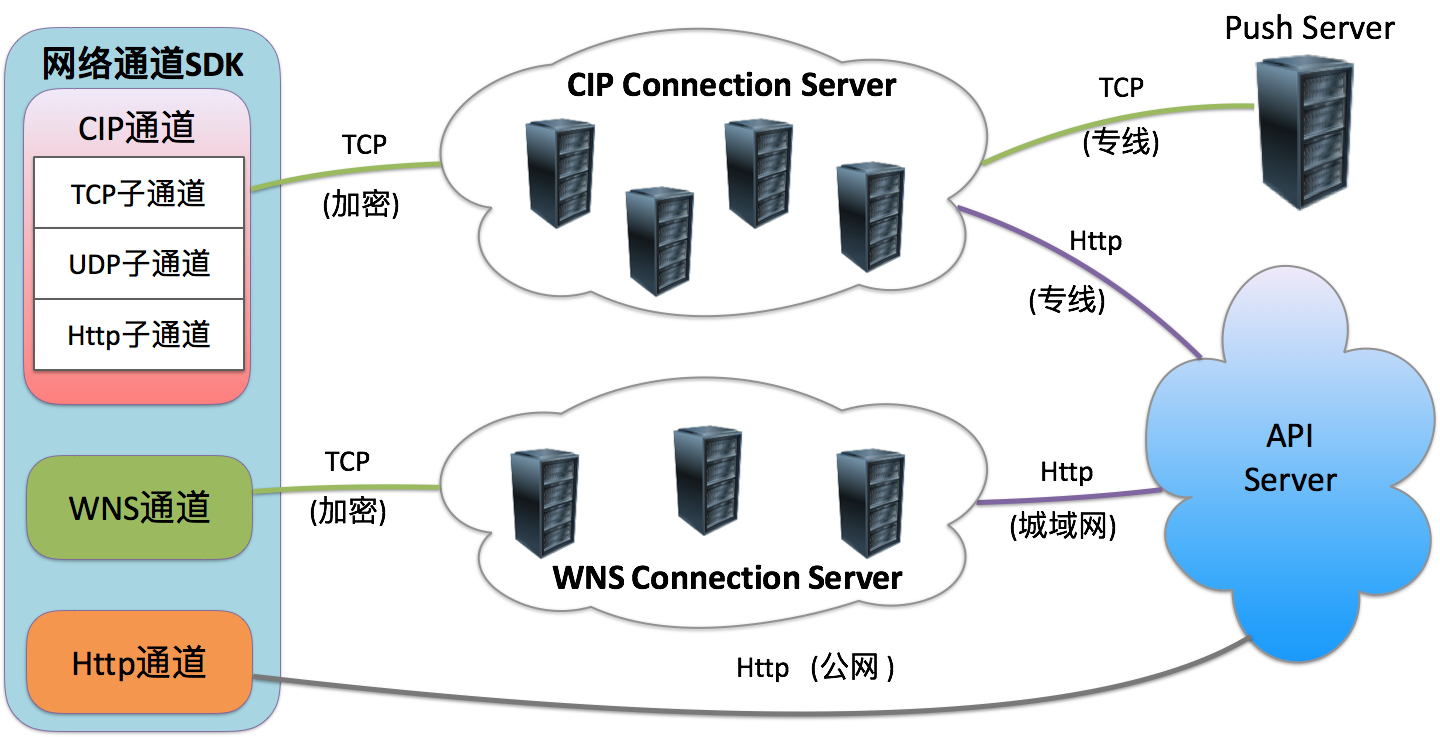 网络通道SDK
CIP通道
TCP子通道
UDP子通道
Http子通道
WNS通道
Http通道
TCP
(加密)
TCP
(加密)
CIP Connection Server
WNS Connection Server
TCP
(专线)
Http
(专线)
Http
(城域网)
Http (公网)
Push Server
API
Server